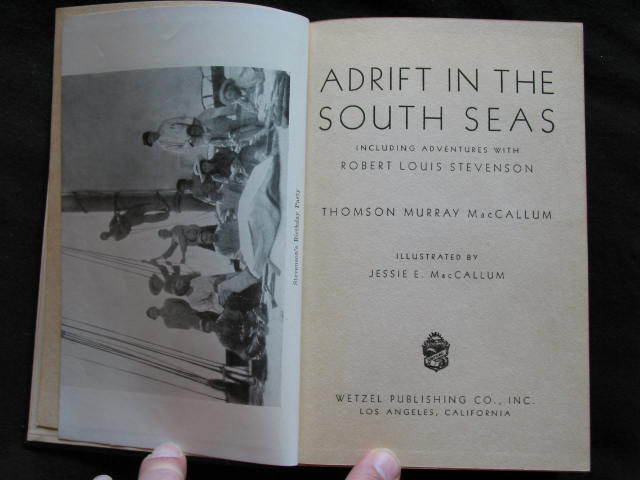 Stevenson's Birthday Party
ADRIFT IN THE
SOUTH SEAS
INCLUDING ADVENTURES WITH
ROBERT LOUIS STEVENSON
THOMSON MURRAY MacCALLUM
ILLUSTRATED BY
JESSIE E. MacCALLUM
WETZEL PUBLISHING CO., INC.
LOS ANGELES, CALIFORNIA